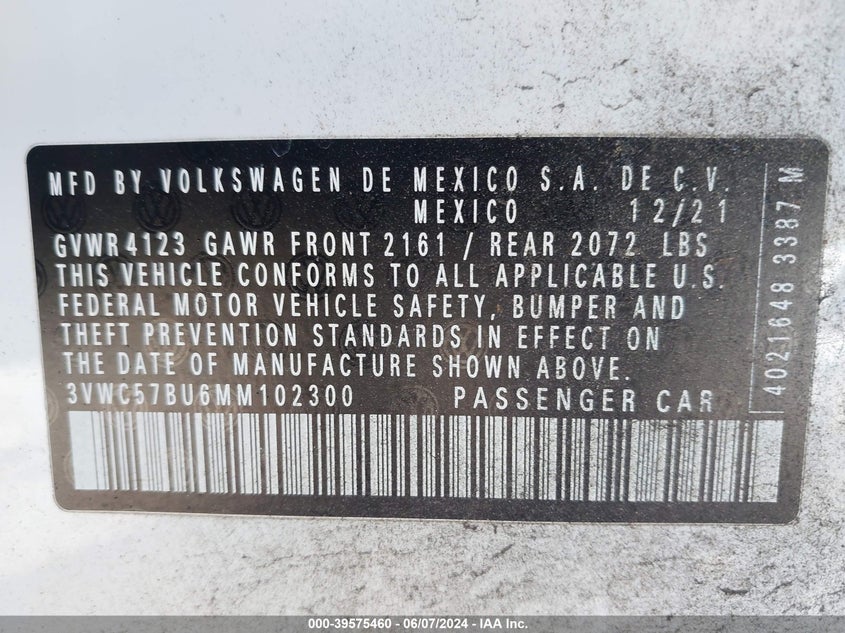 MFD BY VOLKSWAGEN DE MEXICO S.A. DE C.V.
MEXICO 12/21
GVWR 4123 GAWR FRONT 2161 / REAR 2072 LBS
THIS VEHICLE CONFORMS TO ALL APPLICABLE U.S.
FEDERAL MOTOR VEHICLE SAFETY, BUMPER AND
THEFT PREVENTION STANDARDS IN EFFECT ON
THE DATE OF MANUFACTURE SHOWN ABOVE.
3VWC57BU6MM102300 PASSENGER CAR
4021648 3387 M
000-39575460 - 06/07/2024 - IAA Inc.